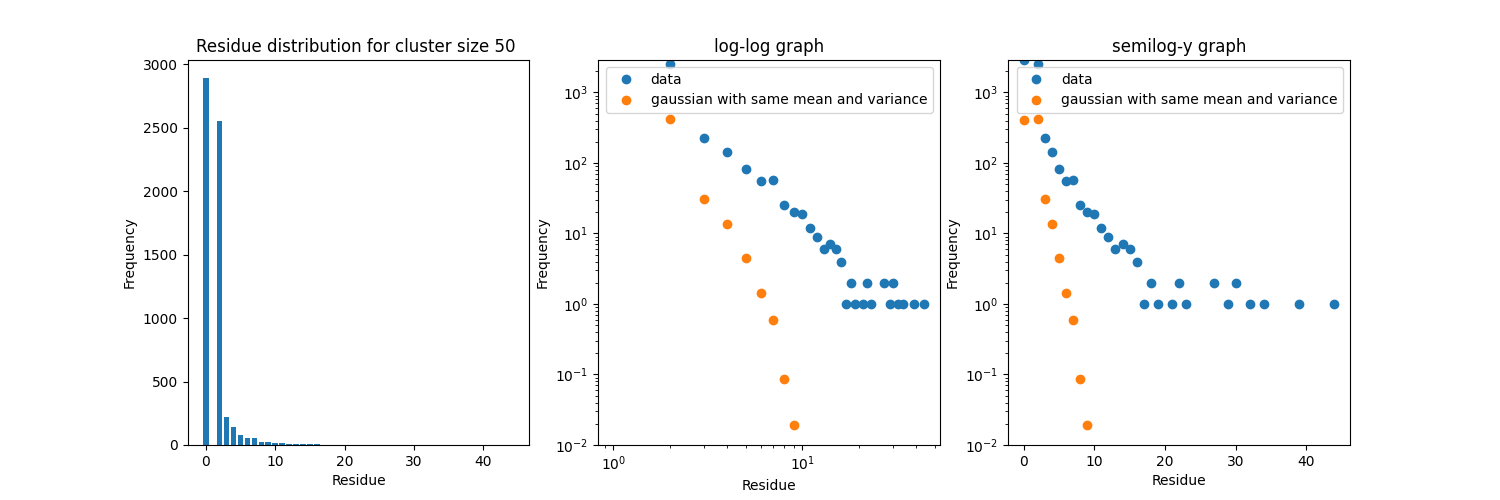 Residue distribution for cluster size 50
3000
2500
2000
1500
1000
500
0
Frequency
0 10 20 30 40
Residue
log-log graph
data
gaussian with same mean and variance
10³
10²
10¹
10⁰
10⁻¹
10⁻²
Frequency
10⁰ 10¹
Residue
semilog-y graph
data
gaussian with same mean and variance
10³
10²
10¹
10⁰
10⁻¹
10⁻²
Frequency
0 10 20 30 40
Residue